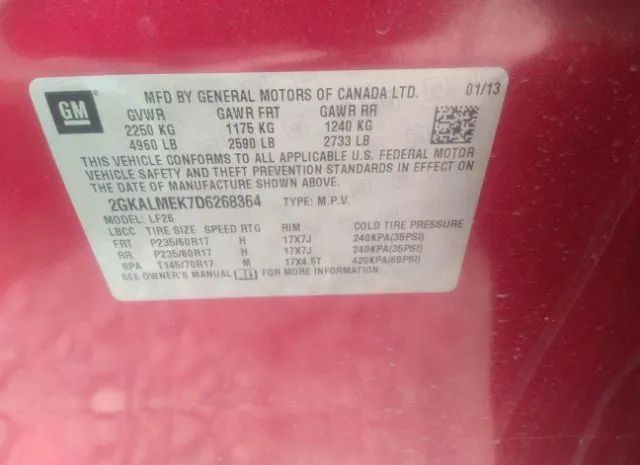 GM
MFD BY GENERAL MOTORS OF CANADA LTD. 01/13
GVWR GAWR FRT GAWR RR
2250 KG 1175 KG 1240 KG
4960 LB 2590 LB 2733 LB
THIS VEHICLE CONFORMS TO ALL APPLICABLE U.S. FEDERAL MOTOR
VEHICLE SAFETY AND THEFT PREVENTION STANDARDS IN EFFECT ON
THE DATE OF MANUFACTURE SHOWN ABOVE.
2GKALMEK7D6268364 TYPE: M.P.V.
MODEL: LF26
LBCC TIRE SIZE SPEED RTG RIM COLD TIRE PRESSURE
FRT P235/60R17 H 17X7J 240KPA(35PSI)
RR P235/60R17 H 17X7J 240KPA(35PSI)
SPA T145/70R17 M 17X4.5T 420KPA(60PSI)
SEE OWNER'S MANUAL FOR MORE INFORMATION.